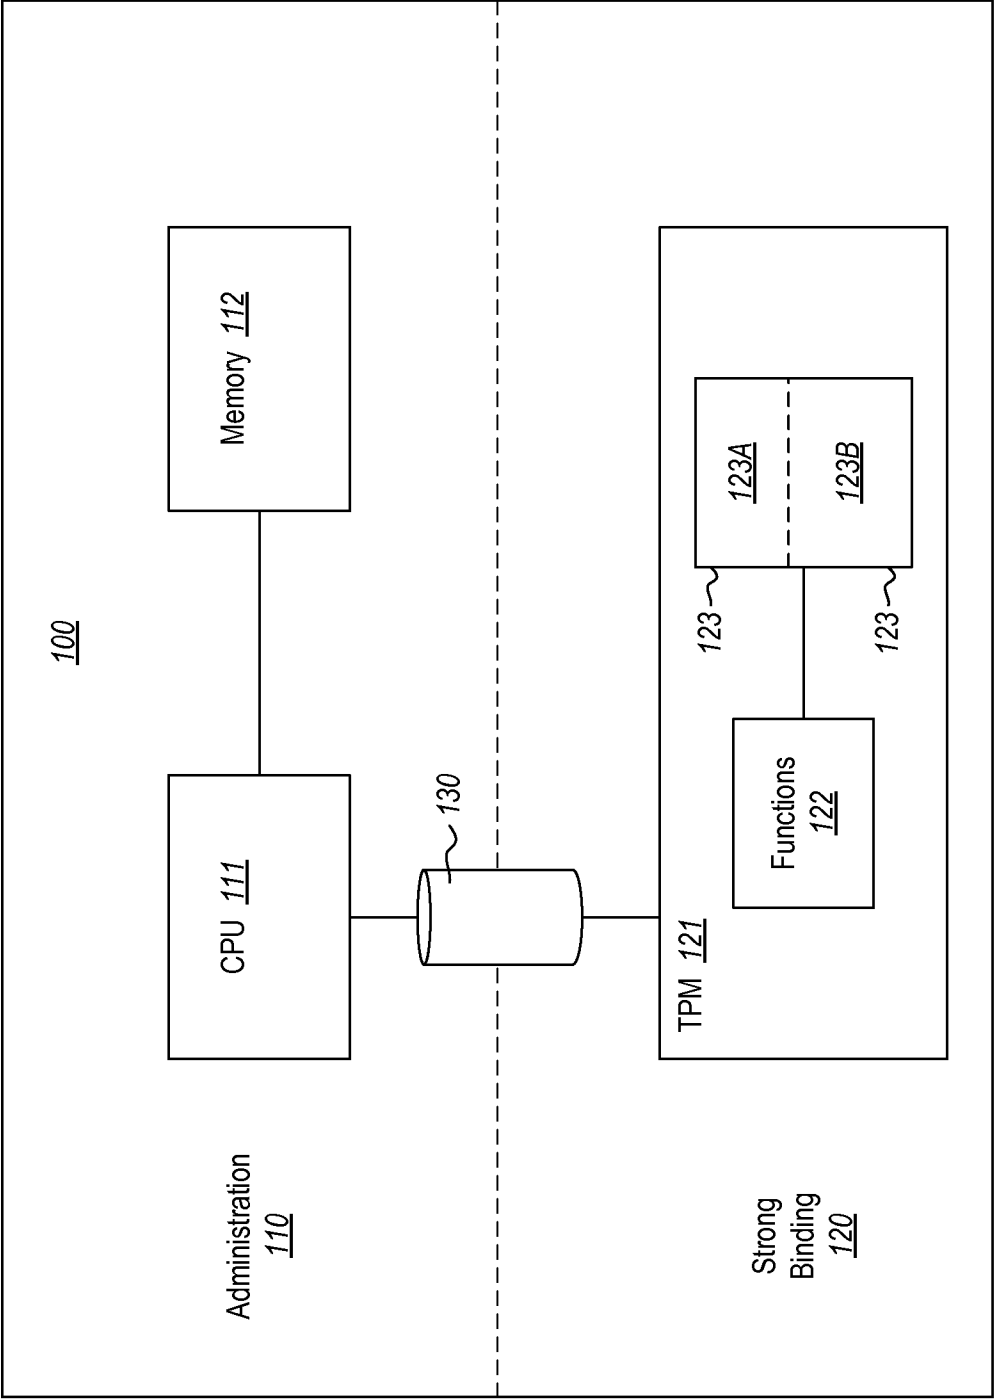 100
Administration
110
CPU 111
Memory 112
130
Strong
Binding
120
TPM 121
Functions
122
123
123
123A
123B